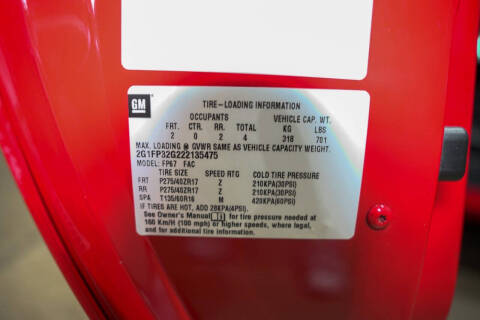 GM
TIRE-LOADING INFORMATION
OCCUPANTS VEHICLE CAP. WT.
FRT. CTR. RR. TOTAL KG LBS
2 0 2 4 318 701
MAX. LOADING @ GVWR SAME AS VEHICLE CAPACITY WEIGHT.
2G1FP32G222135475
MODEL: FP67 FAC
TIRE SIZE SPEED RTG COLD TIRE PRESSURE
FRT P275/40ZR17 Z 210KPA(30PSI)
RR P275/40ZR17 Z 210KPA(30PSI)
SPA T135/60R16 M 420KPA(60PSI)
IF TIRES ARE HOT, ADD 28KPA(4PSI).
See Owner's Manual for tire pressure needed at
160 Km/H (100 mph) or higher speeds, where legal,
and for additional tire information.